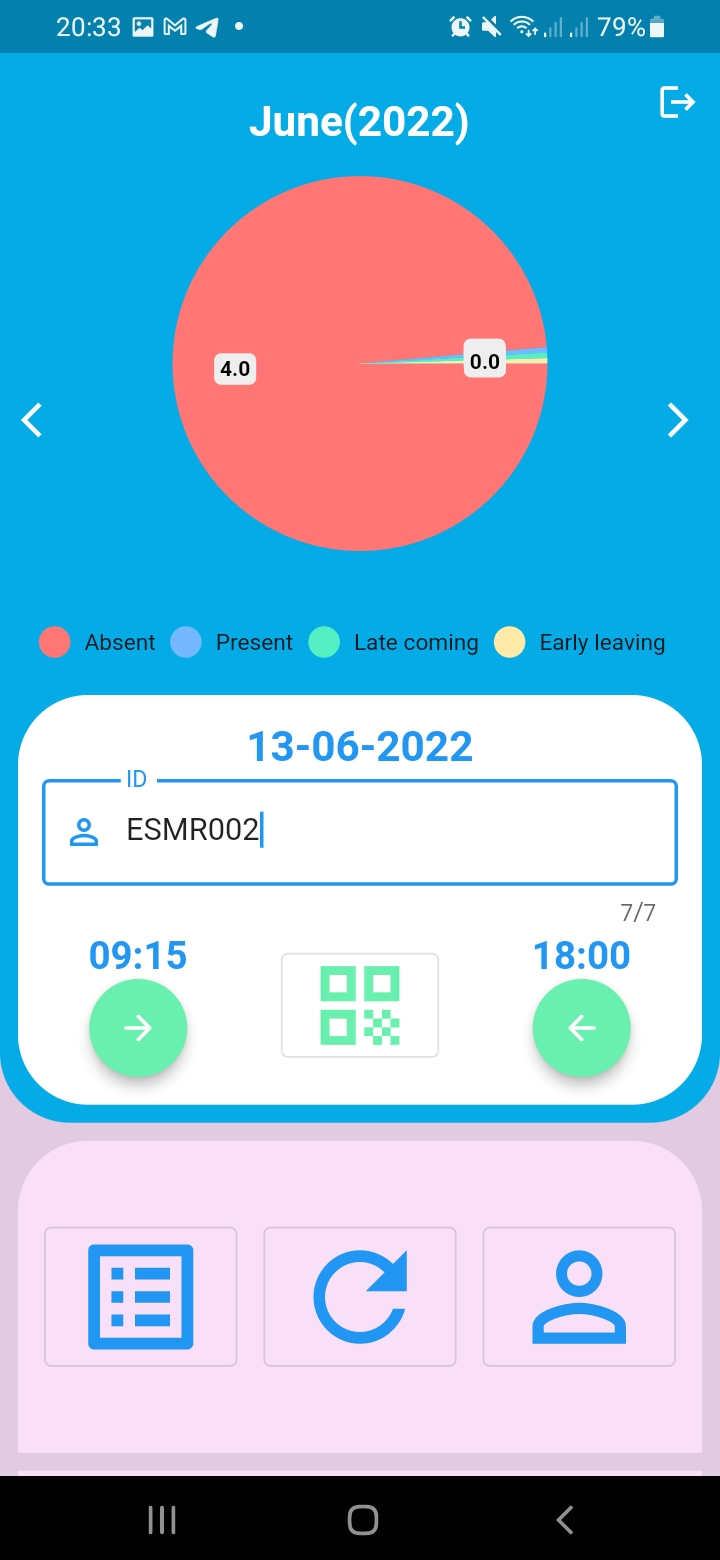 20:33 79%
June(2022)
4.0
0.0
Absent Present Late coming Early leaving
13-06-2022
ID
ESMR002
7/7
09:15 18:00